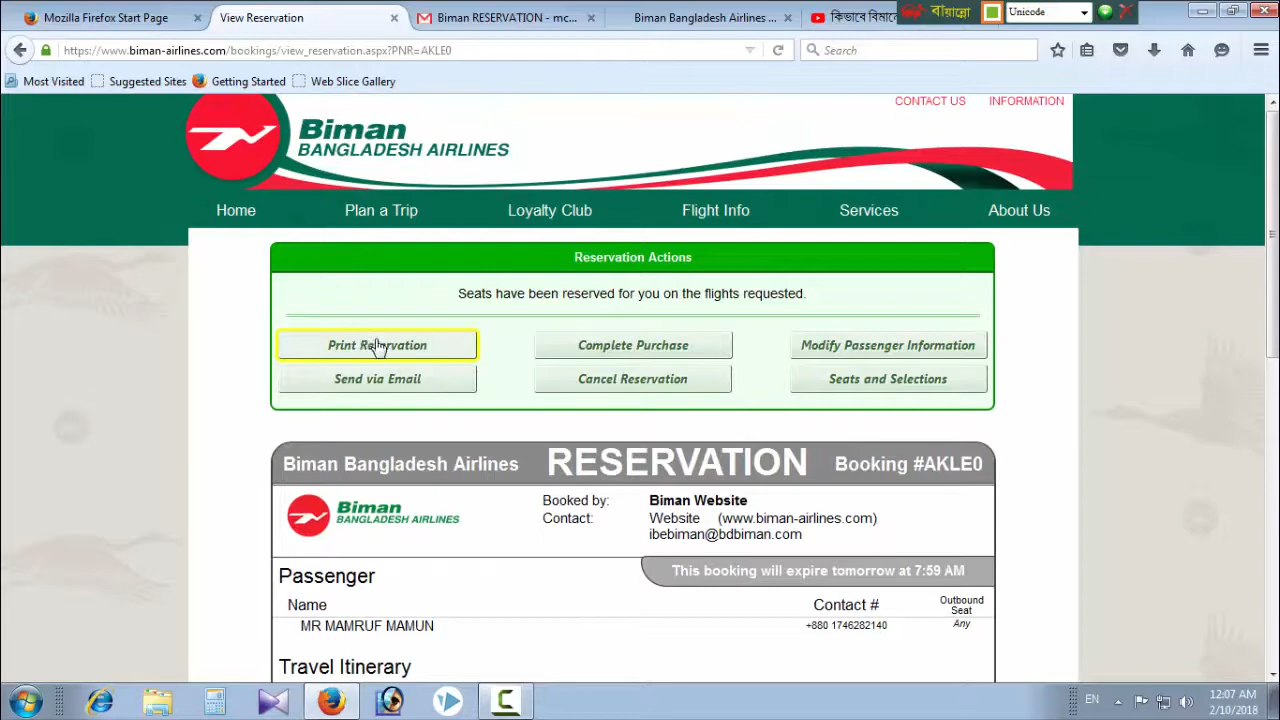 Mozilla Firefox Start Page
View Reservation
Biman RESERVATION - mc...
Biman Bangladesh Airlines ...
কিভাবে বিমানে
বায়ান্নো
Unicode
https://www.biman-airlines.com/bookings/view_reservation.aspx?PNR=AKLE0
Search
Most Visited
Suggested Sites
Getting Started
Web Slice Gallery
CONTACT US
INFORMATION
Biman
BANGLADESH AIRLINES
Home
Plan a Trip
Loyalty Club
Flight Info
Services
About Us
Reservation Actions
Seats have been reserved for you on the flights requested.
Print Reservation
Complete Purchase
Modify Passenger Information
Send via Email
Cancel Reservation
Seats and Selections
Biman Bangladesh Airlines
RESERVATION
Booking #AKLE0
Biman
BANGLADESH AIRLINES
Booked by: Biman Website
Contact: Website (www.biman-airlines.com)
ibebiman@bdbiman.com
This booking will expire tomorrow at 7:59 AM
Passenger
Name
Contact #
Outbound
Seat
MR MAMRUF MAMUN
+880 1746282140
Any
Travel Itinerary
EN
12:07 AM
2/10/2018